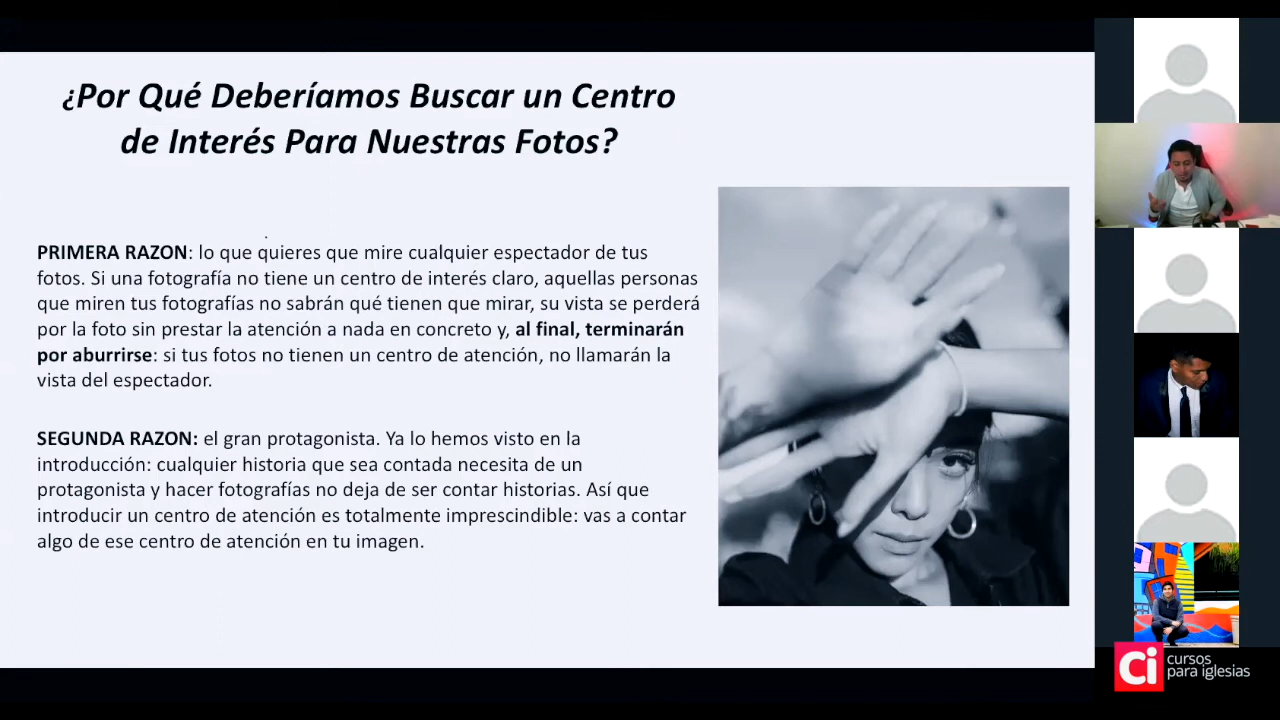 ¿Por Qué Deberíamos Buscar un Centro
de Interés Para Nuestras Fotos?
PRIMERA RAZON: lo que quieres que mire cualquier espectador de tus
fotos. Si una fotografía no tiene un centro de interés claro, aquellas personas
que miren tus fotografías no sabrán qué tienen que mirar, su vista se perderá
por la foto sin prestar la atención a nada en concreto y, al final, terminarán
por aburrirse: si tus fotos no tienen un centro de atención, no llamarán la
vista del espectador.
SEGUNDA RAZON: el gran protagonista. Ya lo hemos visto en la
introducción: cualquier historia que sea contada necesita de un
protagonista y hacer fotografías no deja de ser contar historias. Así que
introducir un centro de atención es totalmente imprescindible: vas a contar
algo de ese centro de atención en tu imagen.
Ci cursos
para iglesias